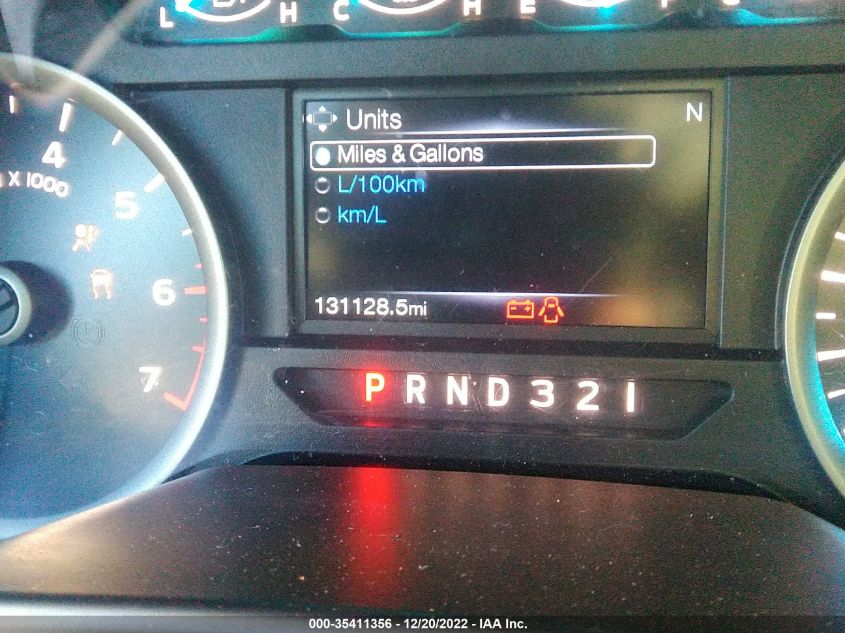 L H C H E F
4
X 1000
5
6
7
Units N
Miles & Gallons
L/100km
km/L
131128.5mi
P R N D 3 2 1
000-35411356 - 12/20/2022 - IAA Inc.